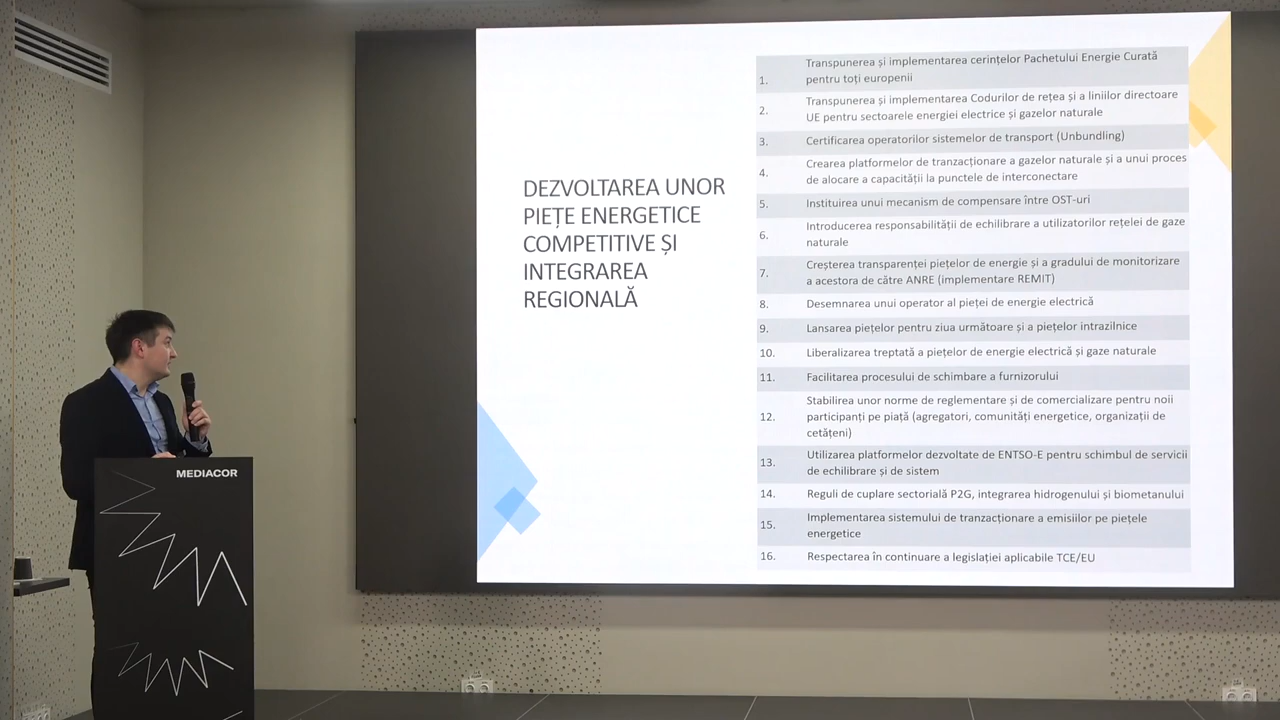 MEDIACOR
DEZVOLTAREA UNOR
PIEȚE ENERGETICE
COMPETITIVE ȘI
INTEGRAREA
REGIONALĂ
1. Transpunerea și implementarea cerințelor Pachetului Energie Curată
pentru toți europenii
2. Transpunerea și implementarea Codurilor de rețea și a liniilor directoare
UE pentru sectoarele energiei electrice și gazelor naturale
3. Certificarea operatorilor sistemelor de transport (Unbundling)
4. Crearea platformelor de tranzacționare a gazelor naturale și a unui proces
de alocare a capacității la punctele de interconectare
5. Instituirea unui mecanism de compensare între OST-uri
6. Introducerea responsabilității de echilibrare a utilizatorilor rețelei de gaze
naturale
7. Creșterea transparenței piețelor de energie și a gradului de monitorizare
a acestora de către ANRE (implementare REMIT)
8. Desemnarea unui operator al pieței de energie electrică
9. Lansarea piețelor pentru ziua următoare și a piețelor intrazilnice
10. Liberalizarea treptată a piețelor de energie electrică și gaze naturale
11. Facilitarea procesului de schimbare a furnizorului
12. Stabilirea unor norme de reglementare și de comercializare pentru noii
participanți pe piață (agregatori, comunități energetice, organizații de
cetățeni)
13. Utilizarea platformelor dezvoltate de ENTSO-E pentru schimbul de servicii
de echilibrare și de sistem
14. Reguli de cuplare sectorială P2G, integrarea hidrogenului și biometanului
15. Implementarea sistemului de tranzacționare a emisiilor pe piețele
energetice
16. Respectarea în continuare a legislației aplicabile TCE/EU